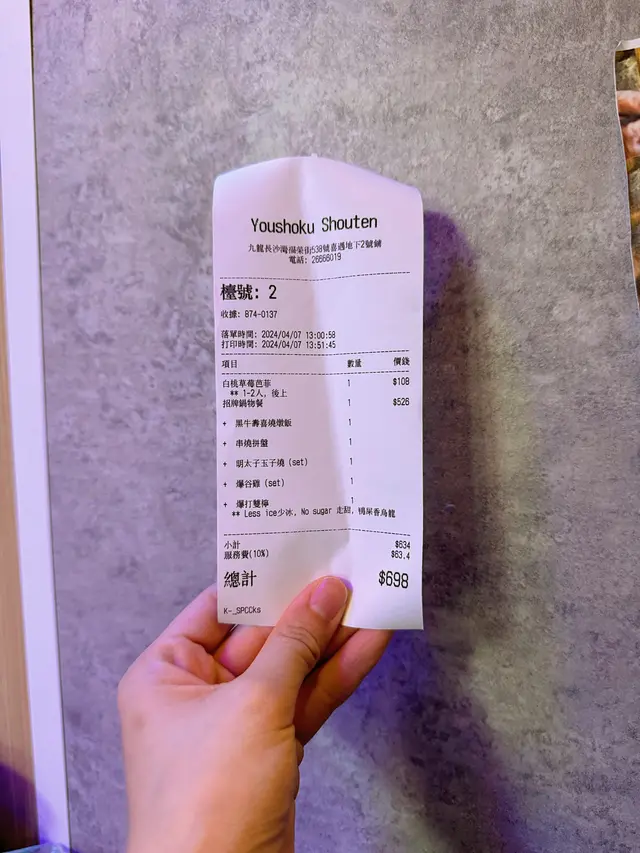 Youshoku Shouten
九龍長沙灣海榮街538號喜遇地下2號鋪
電話: 26666019
檯號: 2
收據: B74-0137
落單時間: 2024/04/07 13:00:58
打印時間: 2024/04/07 13:51:45
項目 數量 價錢
白桃草莓芭菲 1 $108
** 1-2人, 後上
招牌鍋物餐 1 $526
+ 黑牛壽喜燒燉飯 1
+ 串燒拼盤 1
+ 明太子玉子燒 (set) 1
+ 爆谷雞 (set) 1
+ 爆打雙檸 1
** Less ice少冰, No sugar 走甜, 鴨屎香烏龍
小計 $634
服務費(10%) $63.4
總計 $698
K-_SPCCks